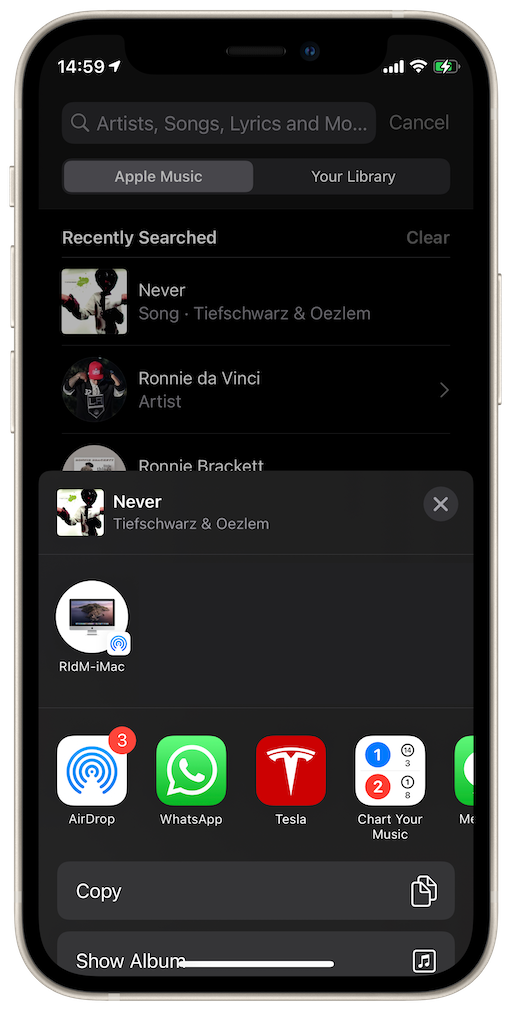 14:59
Artists, Songs, Lyrics and Mo... Cancel
Apple Music Your Library
Recently Searched Clear
Never
Song · Tiefschwarz & Oezlem
Ronnie da Vinci
Artist
Ronnie Brackett
Never
Tiefschwarz & Oezlem
RIdM-iMac
3
1 14 3
2 1 8
AirDrop WhatsApp Tesla Chart Your Me
Music
Copy
Show Album